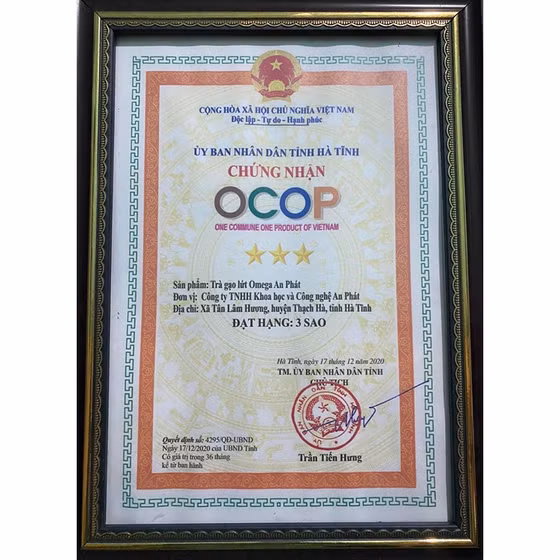 CỘNG HÒA XÃ HỘI CHỦ NGHĨA VIỆT NAM
Độc lập - Tự do - Hạnh phúc
ỦY BAN NHÂN DÂN TỈNH HÀ TĨNH
CHỨNG NHẬN
OCOP
ONE COMMUNE ONE PRODUCT OF VIETNAM
Sản phẩm: Trà gạo lứt Omega An Phát
Đơn vị: Công ty TNHH Khoa học và Công nghệ An Phát
Địa chỉ: Xã Tân Lâm Hương, huyện Thạch Hà, tỉnh Hà Tĩnh
ĐẠT HẠNG: 3 SAO
Hà Tĩnh, ngày 17 tháng 12 năm 2020
TM. ỦY BAN NHÂN DÂN TỈNH
CHỦ TỊCH
Quyết định số: 4295/QĐ-UBND
Ngày 17/12/2020 của UBND Tỉnh
Có giá trị trong 36 tháng
kể từ ban hành
Trần Tiến Hưng